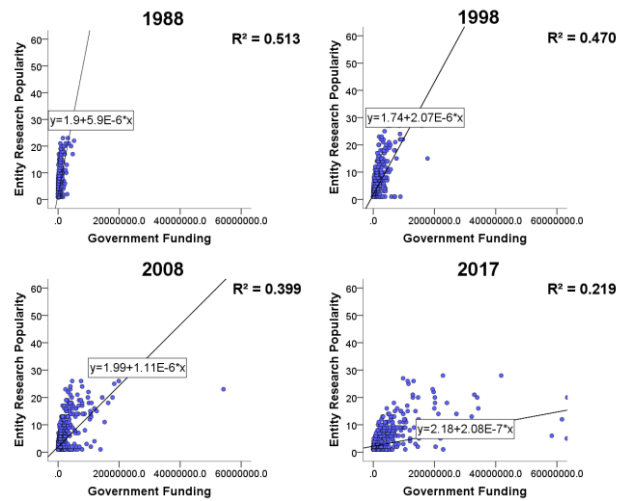 1988
R² = 0.513
Entity Research Popularity
60
50
40
30
20
10
0
y=1.9+5.9E-6*x
.0 20000000.0 40000000.0 60000000.0
Government Funding
1998
R² = 0.470
Entity Research Popularity
60
50
40
30
20
10
0
y=1.74+2.07E-6*x
.0 20000000.0 40000000.0 60000000.0
Government Funding
2008
R² = 0.399
Entity Research Popularity
60
50
40
30
20
10
0
y=1.99+1.11E-6*x
.0 20000000.0 40000000.0 60000000.0
Government Funding
2017
R² = 0.219
Entity Research Popularity
60
50
40
30
20
10
0
y=2.18+2.08E-7*x
.0 20000000.0 40000000.0 60000000.0
Government Funding